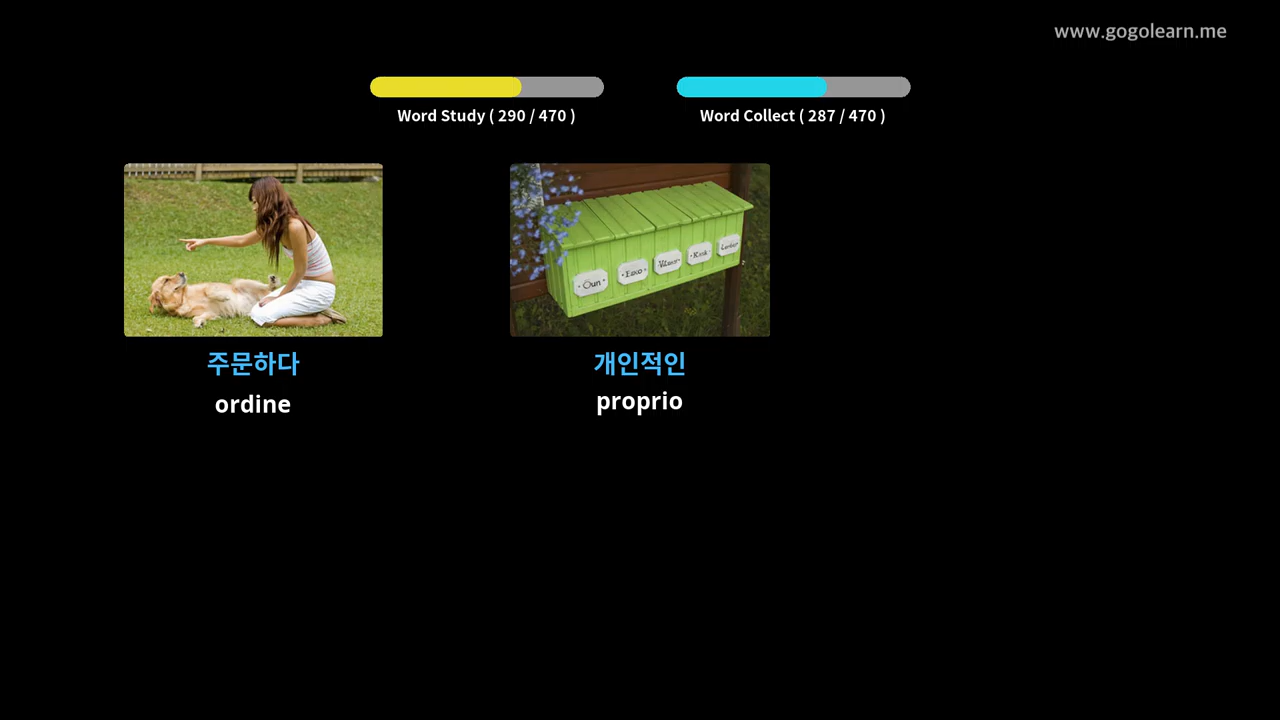 www.gogolearn.me
Word Study ( 290 / 470 )
Word Collect ( 287 / 470 )
Oun
주문하다
개인적인
ordine
proprio